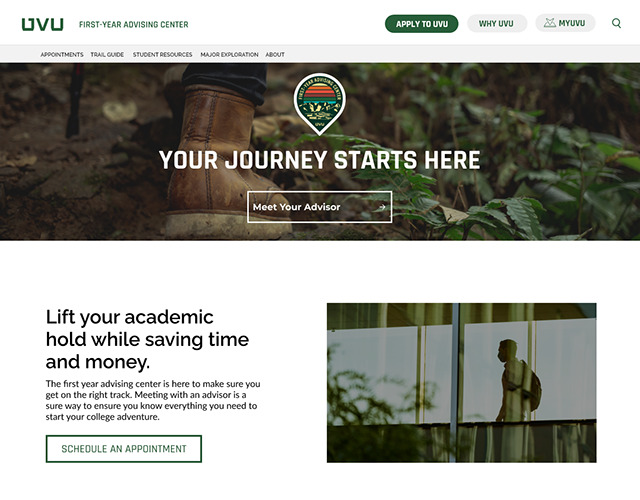 UVU FIRST-YEAR ADVISING CENTER APPLY TO UVU WHY UVU MYUVU
APPOINTMENTS TRAIL GUIDE STUDENT RESOURCES MAJOR EXPLORATION ABOUT
FIRST-YEAR ADVISING CENTER
UVU
YOUR JOURNEY STARTS HERE
Meet Your Advisor
Lift your academic
hold while saving time
and money.
The first year advising center is here to make sure you
get on the right track. Meeting with an advisor is a
sure way to ensure you know everything you need to
start your college adventure.
SCHEDULE AN APPOINTMENT